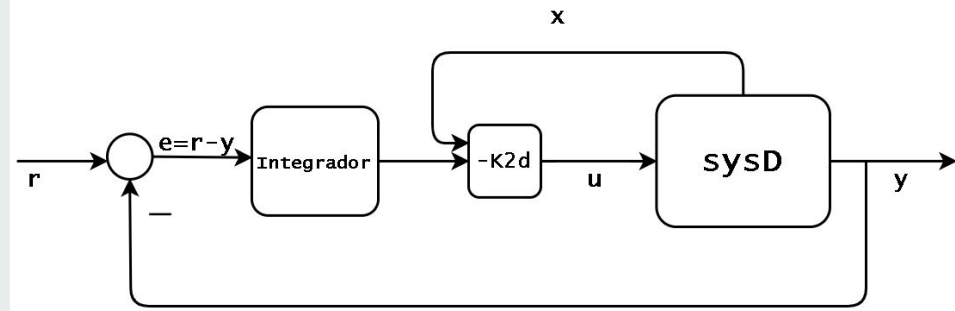 x
e=r-y
Integrador
-K2d
sysD
r
u
y
—